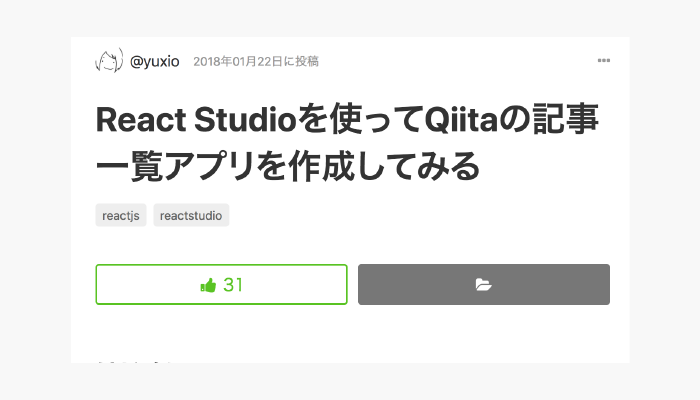 @yuxio 2018年01月22日に投稿
React Studioを使ってQiitaの記事
一覧アプリを作成してみる
reactjs reactstudio
31